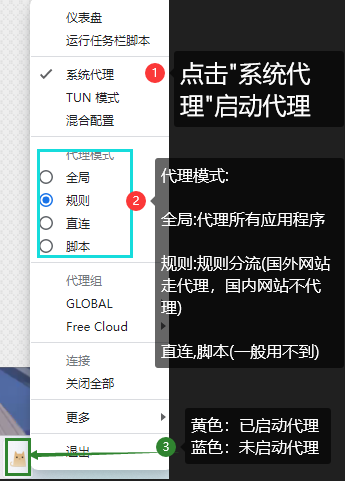 仪表盘
运行任务栏脚本
系统代理
1
点击"系统代
理"启动代理
TUN 模式
混合配置
代理模式
全局
规则
直连
脚本
2
代理模式:
全局:代理所有应用程序
规则:规则分流(国外网站
走代理，国内网站不代
理)
直连,脚本(一般用不到)
代理组
GLOBAL
Free Cloud
连接
关闭全部
更多
退出
3
黄色：已启动代理
蓝色：未启动代理